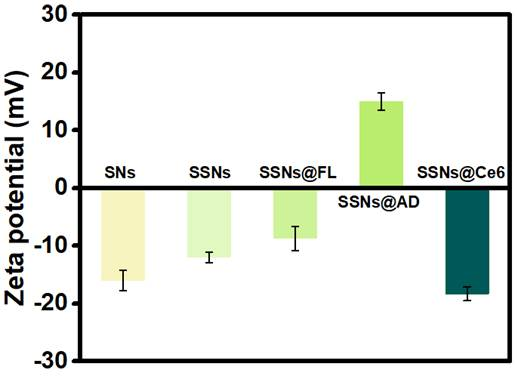 30
20
10
0
-10
-20
-30
Zeta potential (mV)
SNs
SSNs
SSNs@FL
SSNs@AD
SSNs@Ce6